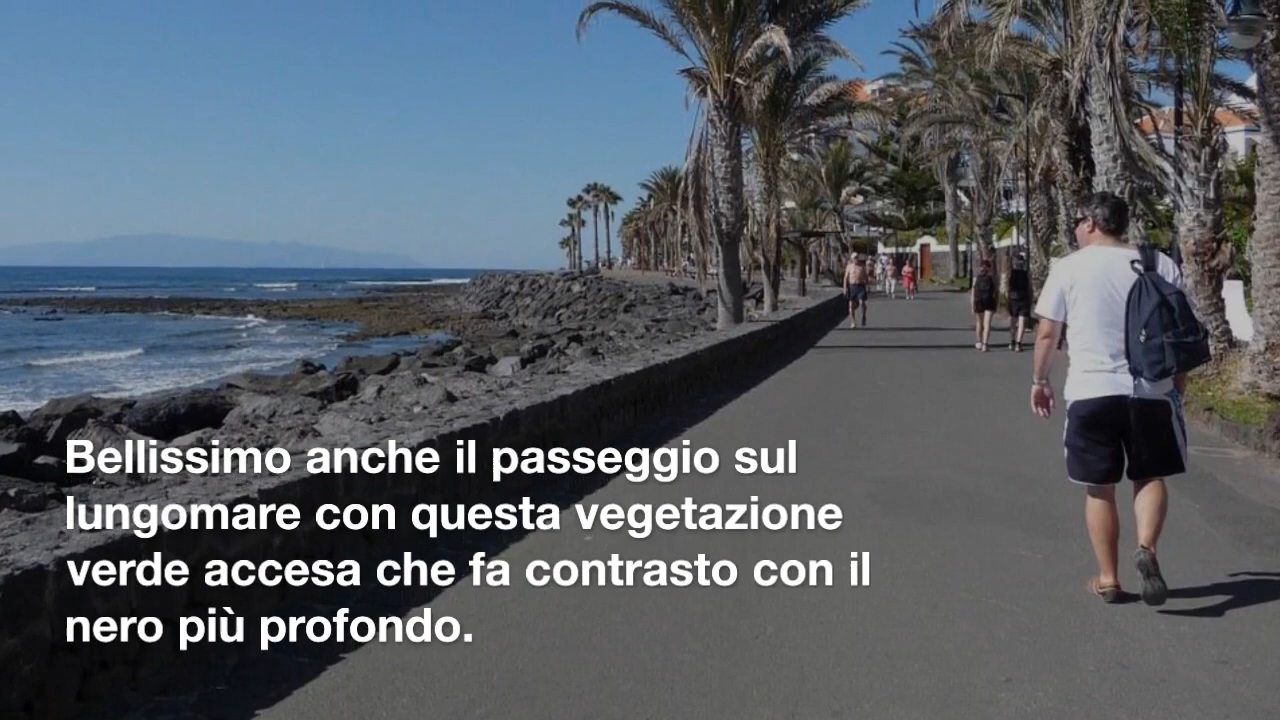 Bellissimo anche il passeggio sul
lungomare con questa vegetazione
verde accesa che fa contrasto con il
nero più profondo.